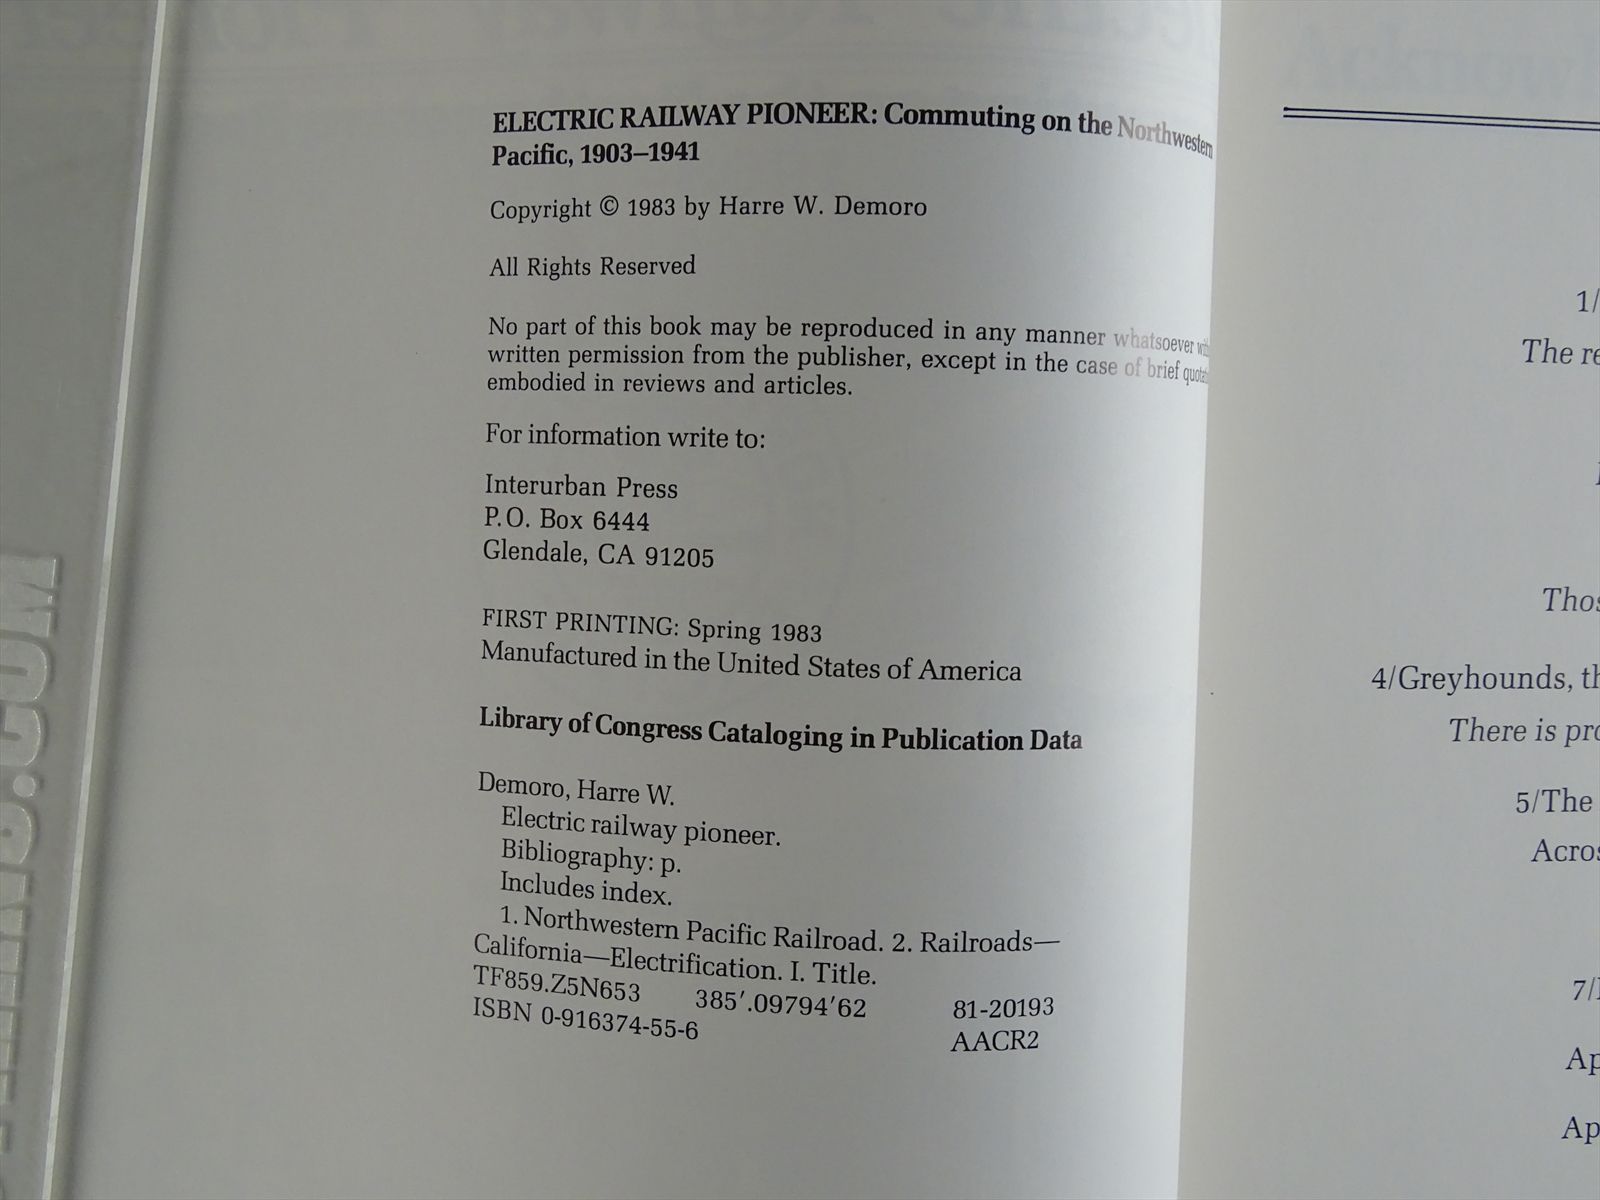 ELECTRIC RAILWAY PIONEER: Commuting on the Northwestern
Pacific, 1903–1941
Copyright © 1983 by Harre W. Demoro
All Rights Reserved
No part of this book may be reproduced in any manner whatsoever
written permission from the publisher, except in the case of brief
embodied in reviews and articles.
For information write to:
Interurban Press
P.O. Box 6444
Glendale, CA 91205
FIRST PRINTING: Spring 1983
Manufactured in the United States of America
Library of Congress Cataloging in Publication Data
Demoro, Harre W.
Electric railway pioneer.
Bibliography: p.
Includes index.
1. Northwestern Pacific Railroad. 2. Railroads—
California—Electrification. I. Title.
TF859.Z5N653 385′.09794′62 81-20193
ISBN 0-916374-55-6 AACR2
1/
The re
Thos
4/Greyhounds, th
There is pro
5/The
Acros
7/
Ap
Ap
.COM